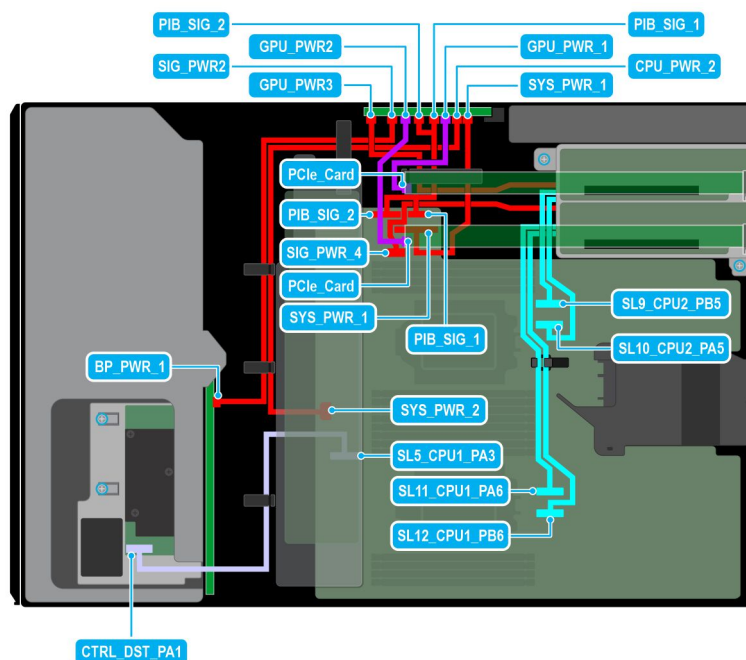 PIB_SIG_2
PIB_SIG_1
GPU_PWR2
GPU_PWR_1
SIG_PWR2
CPU_PWR_2
GPU_PWR3
SYS_PWR_1
PCIe_Card
PIB_SIG_2
SIG_PWR_4
PCIe_Card
SYS_PWR_1
PIB_SIG_1
SL9_CPU2_PB5
SL10_CPU2_PA5
BP_PWR_1
SYS_PWR_2
SL5_CPU1_PA3
SL11_CPU1_PA6
SL12_CPU1_PB6
CTRL_DST_PA1